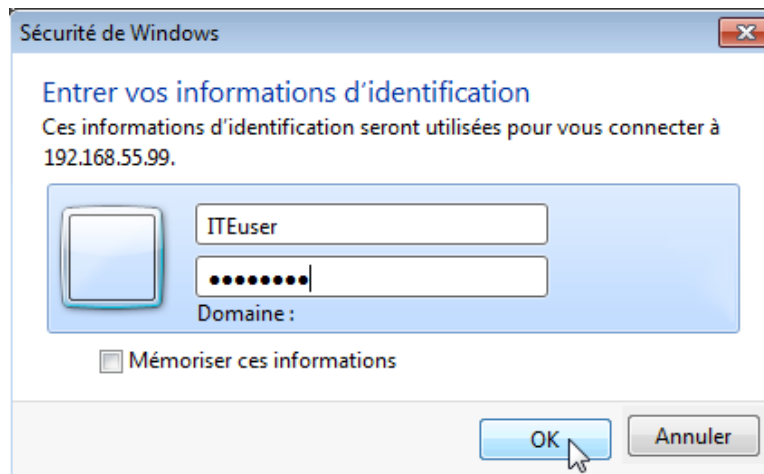 Sécurité de Windows
Entrer vos informations d'identification
Ces informations d'identification seront utilisées pour vous connecter à
192.168.55.99.
ITEuser
●●●●●●●●
Domaine :
Mémoriser ces informations
OK
Annuler